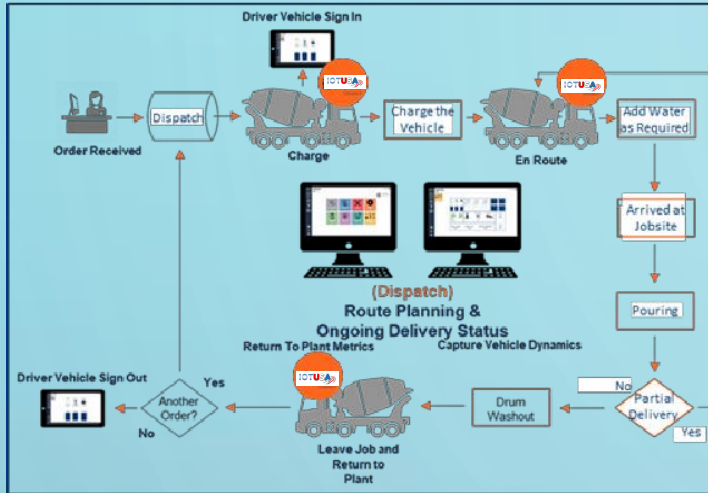 Driver Vehicle Sign In
IOTUSA
IOTUSA
Dispatch
Charge the
Vehicle
Add Water
as Required
Order Received
Charge
En Route
Arrived at
Jobsite
(Dispatch)
Route Planning &
Ongoing Delivery Status
Pouring
Return To Plant Metrics
Capture Vehicle Dynamics
IOTUSA
Driver Vehicle Sign Out
Yes
No
Another
Order?
Drum
Washout
Partial
Delivery
No
Yes
Leave Job and
Return to
Plant